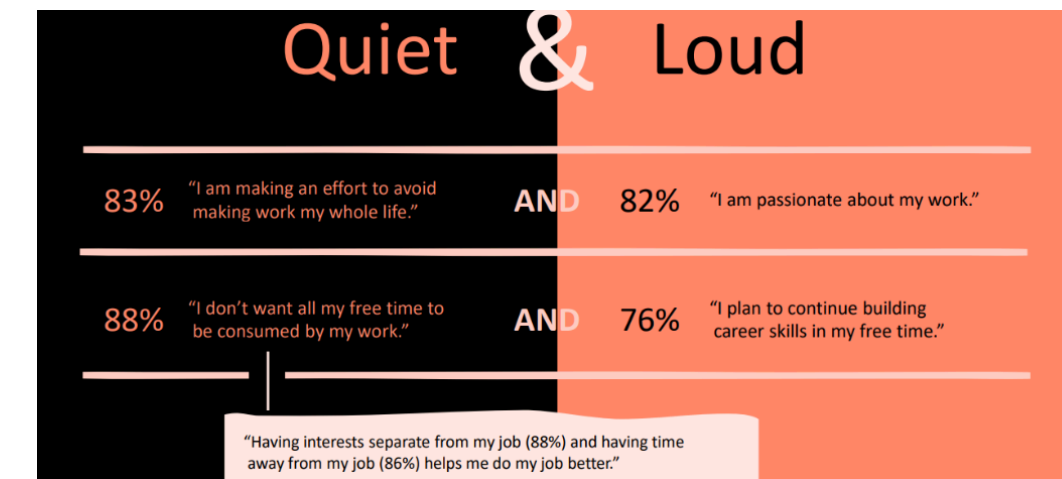 Quiet & Loud
83% “I am making an effort to avoid
making work my whole life.”
AND
82% “I am passionate about my work.”
88% “I don’t want all my free time to
be consumed by my work.”
AND
76% “I plan to continue building
career skills in my free time.”
“Having interests separate from my job (88%) and having time
away from my job (86%) helps me do my job better.”